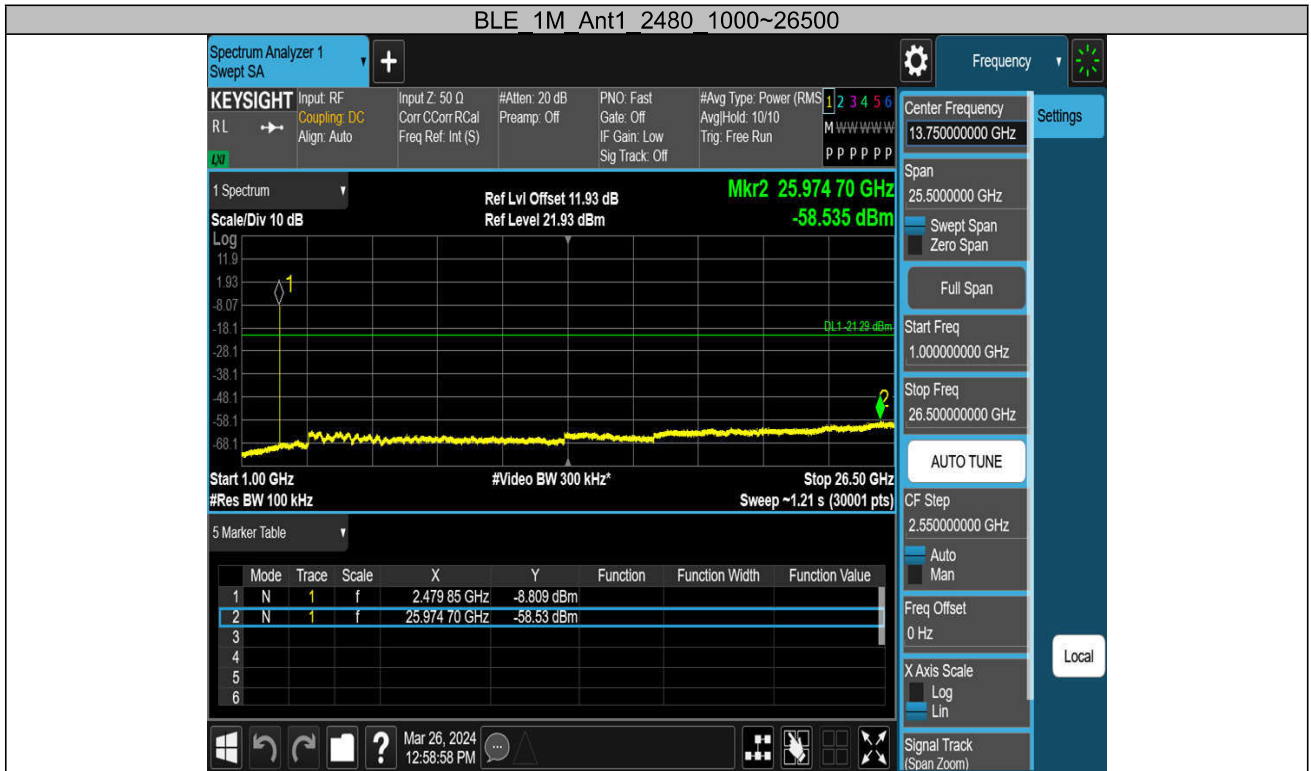 BLE_1M_Ant1_2480_1000~26500
Spectrum Analyzer 1
Swept SA
+
Frequency
KEYSIGHT
RL
LXI
Input: RF
Coupling: DC
Align: Auto
Input Z: 50 Ω
Corr CCorr RCal
Freq Ref: Int (S)
#Atten: 20 dB
Preamp: Off
PNO: Fast
Gate: Off
IF Gain: Low
Sig Track: Off
#Avg Type: Power (RMS
Avg|Hold: 10/10
Trig: Free Run
1 2 3 4 5 6
M W W W W W
P P P P P P
1 Spectrum
Scale/Div 10 dB
Ref Lvl Offset 11.93 dB
Ref Level 21.93 dBm
Mkr2 25.974 70 GHz
-58.535 dBm
Log
11.9
1.93
-8.07
-18.1
-28.1
-38.1
-48.1
-58.1
-68.1
1
DL1 -21.29 dBm
2
Start 1.00 GHz
#Video BW 300 kHz*
Stop 26.50 GHz
#Res BW 100 kHz
Sweep ~1.21 s (30001 pts)
5 Marker Table
Mode Trace Scale X Y Function Function Width Function Value
1 N 1 f 2.479 85 GHz -8.809 dBm
2 N 1 f 25.974 70 GHz -58.53 dBm
3
4
5
6
?
Mar 26, 2024
12:58:58 PM
Center Frequency
13.750000000 GHz
Settings
Span
25.5000000 GHz
Swept Span
Zero Span
Full Span
Start Freq
1.000000000 GHz
Stop Freq
26.50000000 GHz
AUTO TUNE
CF Step
2.550000000 GHz
Auto
Man
Freq Offset
0 Hz
Local
X Axis Scale
Log
Lin
Signal Track
(Span Zoom)